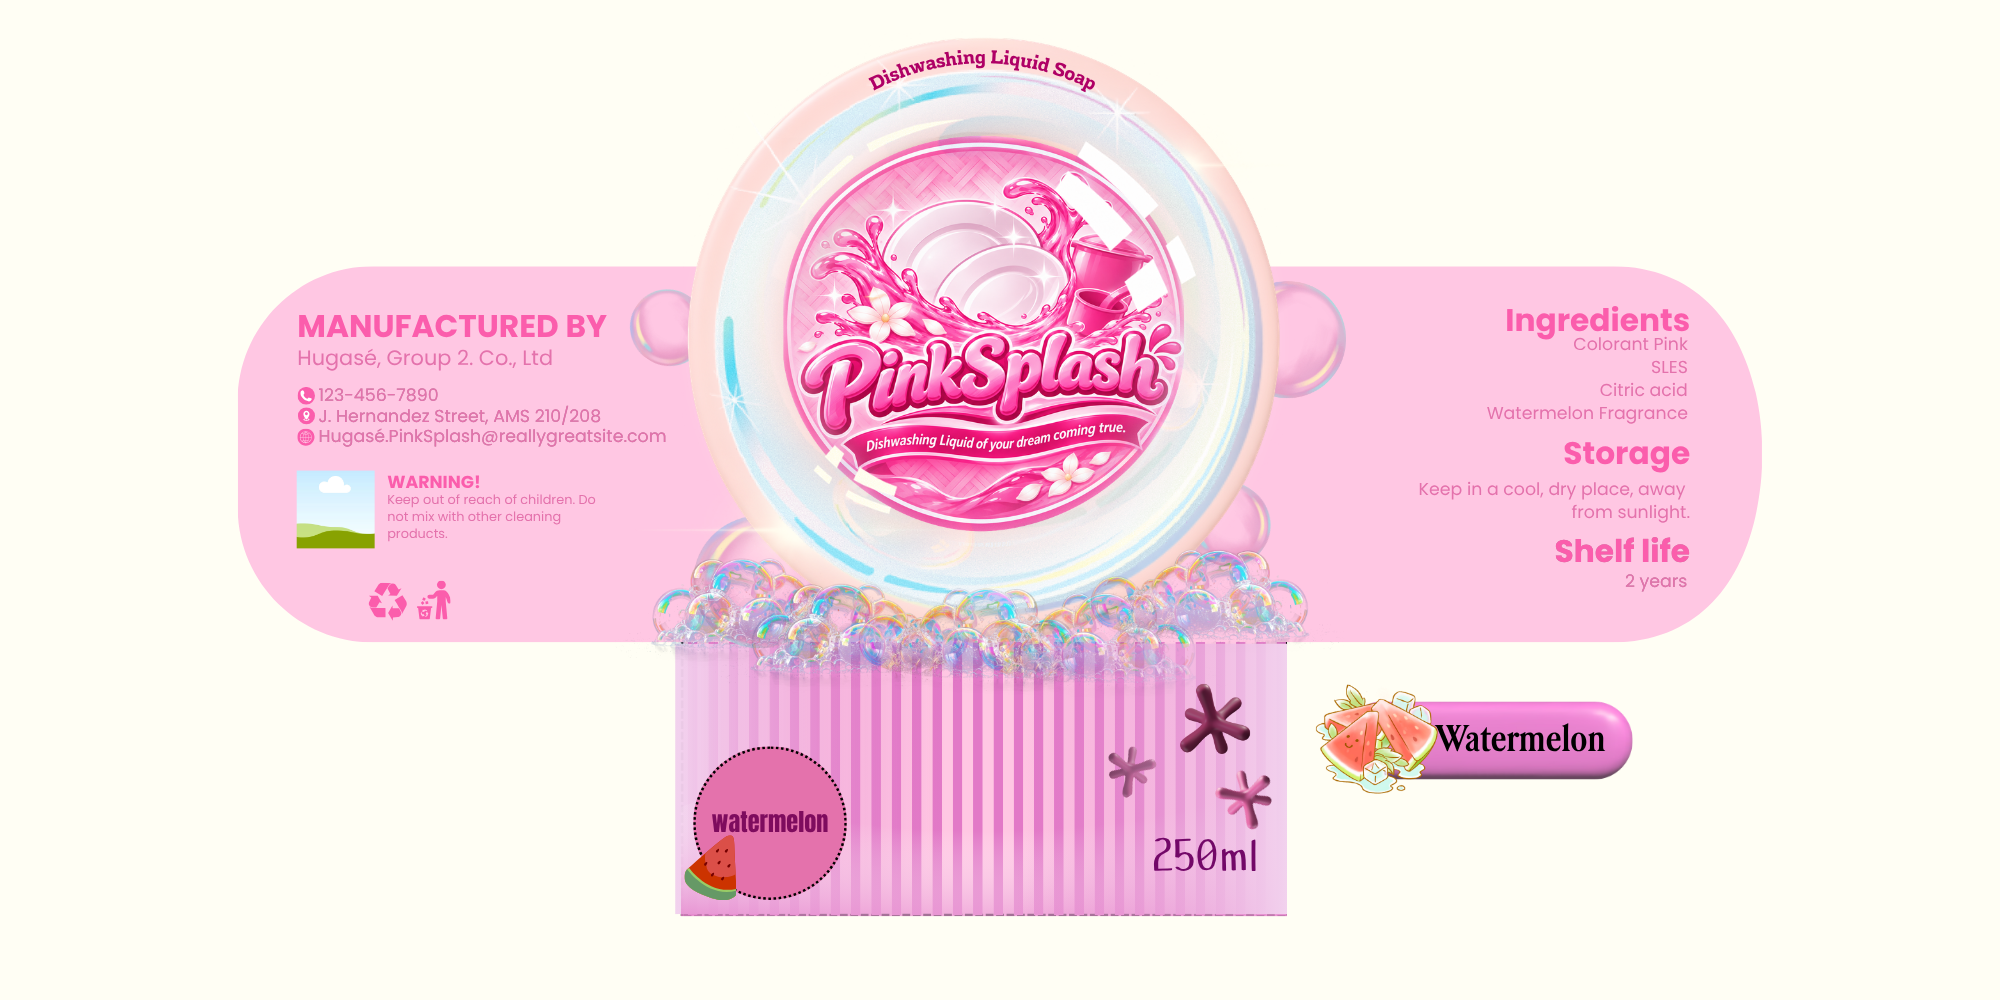 Dishwashing Liquid Soap
PinkSplash
Dishwashing Liquid of your dream coming true.
MANUFACTURED BY
Hugasé, Group 2. Co., Ltd
123-456-7890
J. Hernandez Street, AMS 210/208
Hugasé.PinkSplash@reallygreatsite.com
WARNING!
Keep out of reach of children. Do
not mix with other cleaning
products.
Ingredients
Colorant Pink
SLES
Citric acid
Watermelon Fragrance
Storage
Keep in a cool, dry place, away
from sunlight.
Shelf life
2 years
watermelon
250ml
Watermelon